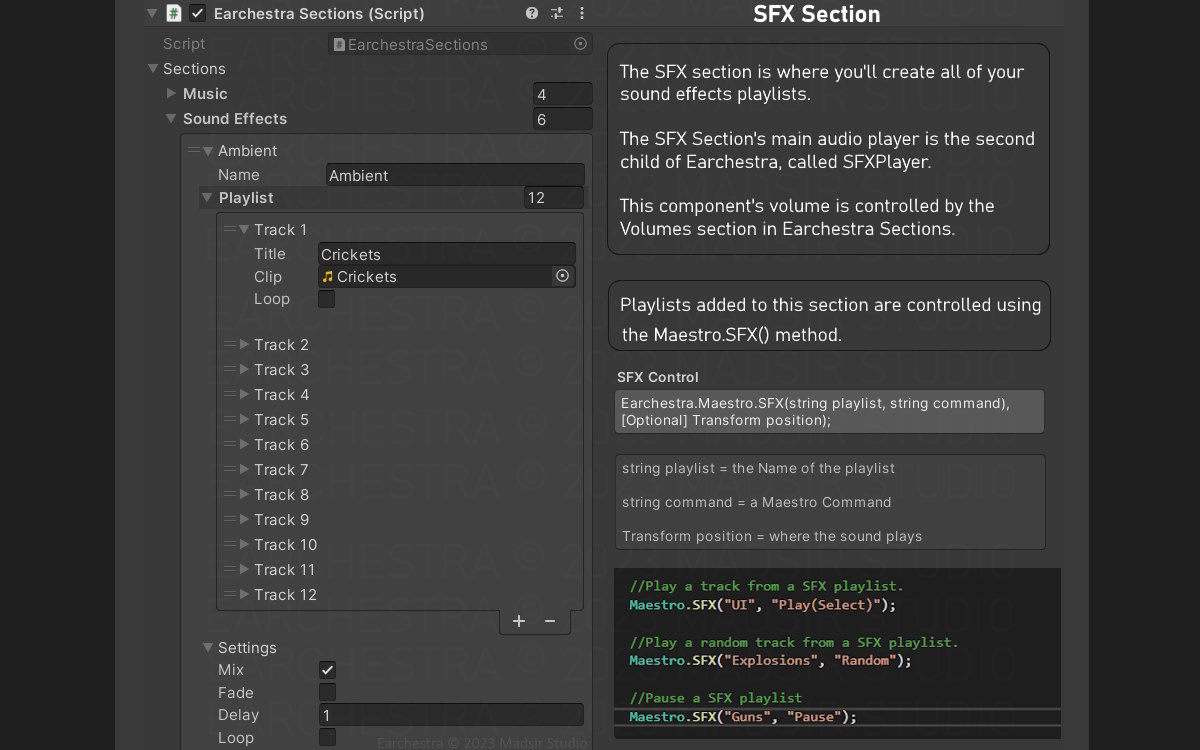 Earchestra Sections (Script)
Script
EarchestraSections
Sections
Music
4
Sound Effects
6
Ambient
Name
Ambient
Playlist
12
Track 1
Title
Crickets
Clip
Crickets
Loop
Track 2
Track 3
Track 4
Track 5
Track 6
Track 7
Track 8
Track 9
Track 10
Track 11
Track 12
+ −
Settings
Mix
Fade
Delay
1
Loop
Earchestra © 2023 Madsir Studio
SFX Section
The SFX section is where you'll create all of your
sound effects playlists.
The SFX Section's main audio player is the second
child of Earchestra, called SFXPlayer.
This component's volume is controlled by the
Volumes section in Earchestra Sections.
Playlists added to this section are controlled using
the Maestro.SFX() method.
SFX Control
Earchestra.Maestro.SFX(string playlist, string command),
[Optional] Transform position);
string playlist = the Name of the playlist
string command = a Maestro Command
Transform position = where the sound plays
//Play a track from a SFX playlist.
Maestro.SFX("UI", "Play(Select)");
//Play a random track from a SFX playlist.
Maestro.SFX("Explosions", "Random");
//Pause a SFX playlist
Maestro.SFX("Guns", "Pause");